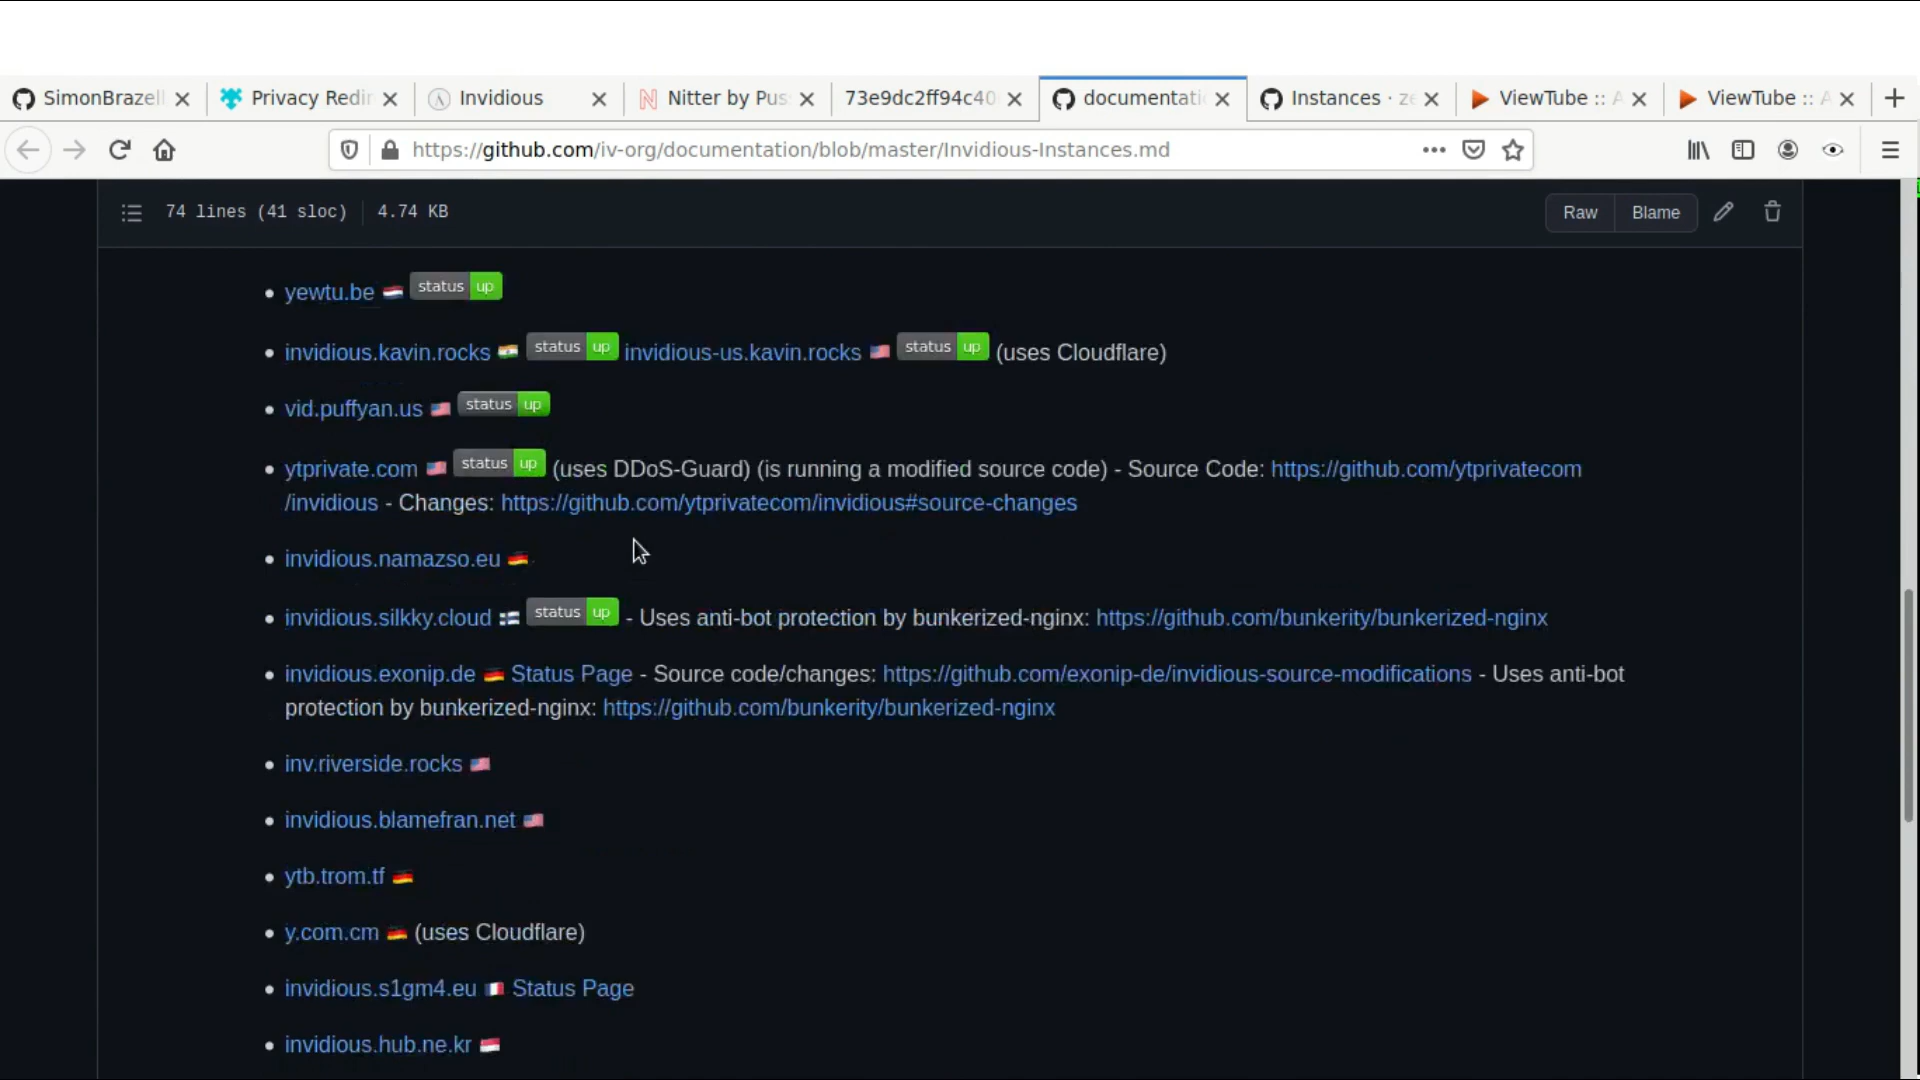 SimonBrazell
Privacy Redir
Invidious
Nitter by Pus
73e9dc2ff94c40
documentati
Instances · ze
ViewTube :: A
ViewTube :: A
https://github.com/iv-org/documentation/blob/master/Invidious-Instances.md
74 lines (41 sloc) 4.74 KB
Raw Blame
yewtu.be status up
invidious.kavin.rocks status up invidious-us.kavin.rocks status up (uses Cloudflare)
vid.puffyan.us status up
ytprivate.com status up (uses DDoS-Guard) (is running a modified source code) - Source Code: https://github.com/ytprivatecom
/invidious - Changes: https://github.com/ytprivatecom/invidious#source-changes
invidious.namazso.eu
invidious.silkky.cloud status up - Uses anti-bot protection by bunkerized-nginx: https://github.com/bunkerity/bunkerized-nginx
invidious.exonip.de Status Page - Source code/changes: https://github.com/exonip-de/invidious-source-modifications - Uses anti-bot
protection by bunkerized-nginx: https://github.com/bunkerity/bunkerized-nginx
inv.riverside.rocks
invidious.blamefran.net
ytb.trom.tf
y.com.cm (uses Cloudflare)
invidious.s1gm4.eu Status Page
invidious.hub.ne.kr